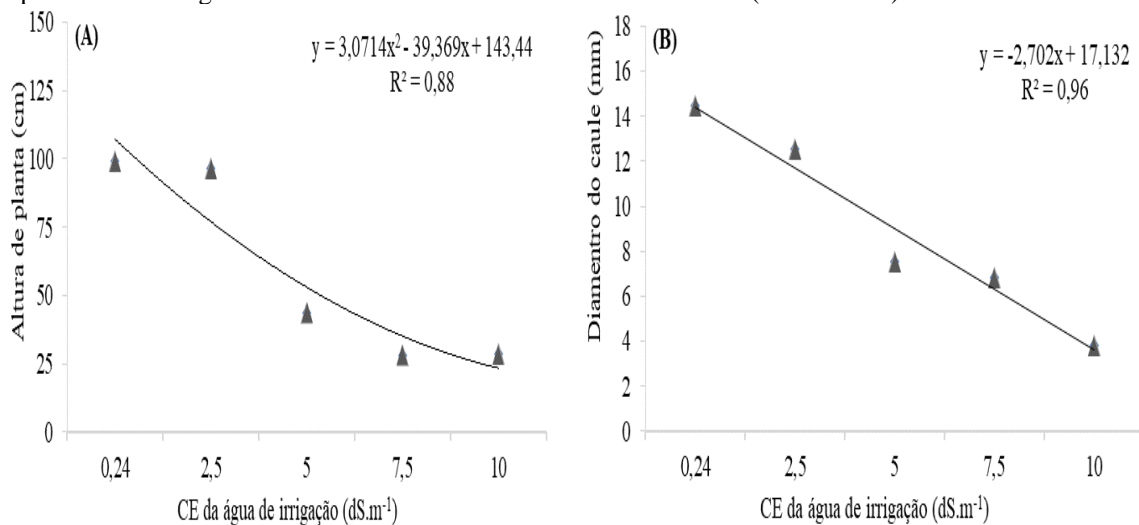 (A)
y = 3,0714x² - 39,369x + 143,44
R² = 0,88
Altura de planta (cm)
150
125
100
75
50
25
0
0,24 2,5 5 7,5 10
CE da água de irrigação (dS.m⁻¹)
(B)
y = -2,702x + 17,132
R² = 0,96
Diamentro do caule (mm)
18
16
14
12
10
8
6
4
2
0
0,24 2,5 5 7,5 10
CE da água de irrigação (dS.m⁻¹)